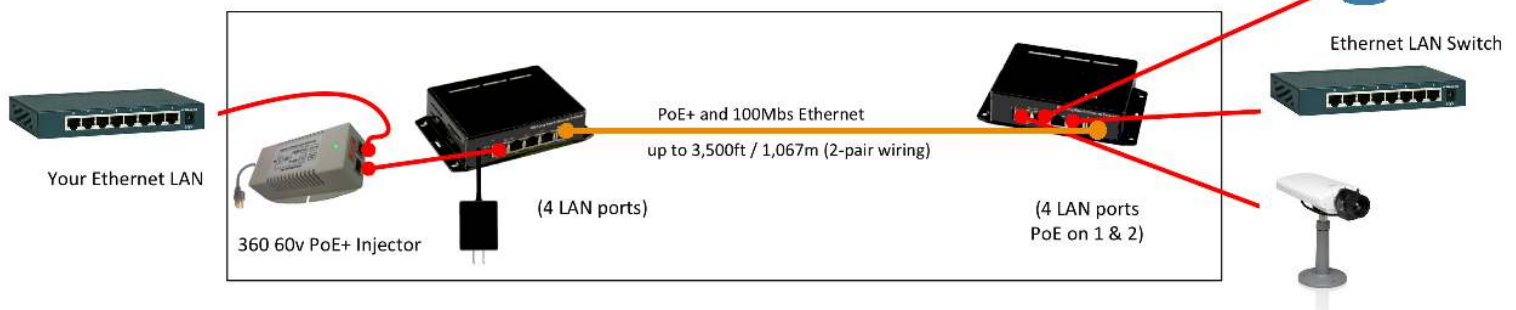 Ethernet LAN Switch
PoE+ and 100Mbs Ethernet
up to 3,500ft / 1,067m (2-pair wiring)
Your Ethernet LAN
(4 LAN ports)
(4 LAN ports
PoE on 1 & 2)
360 60v PoE+ Injector